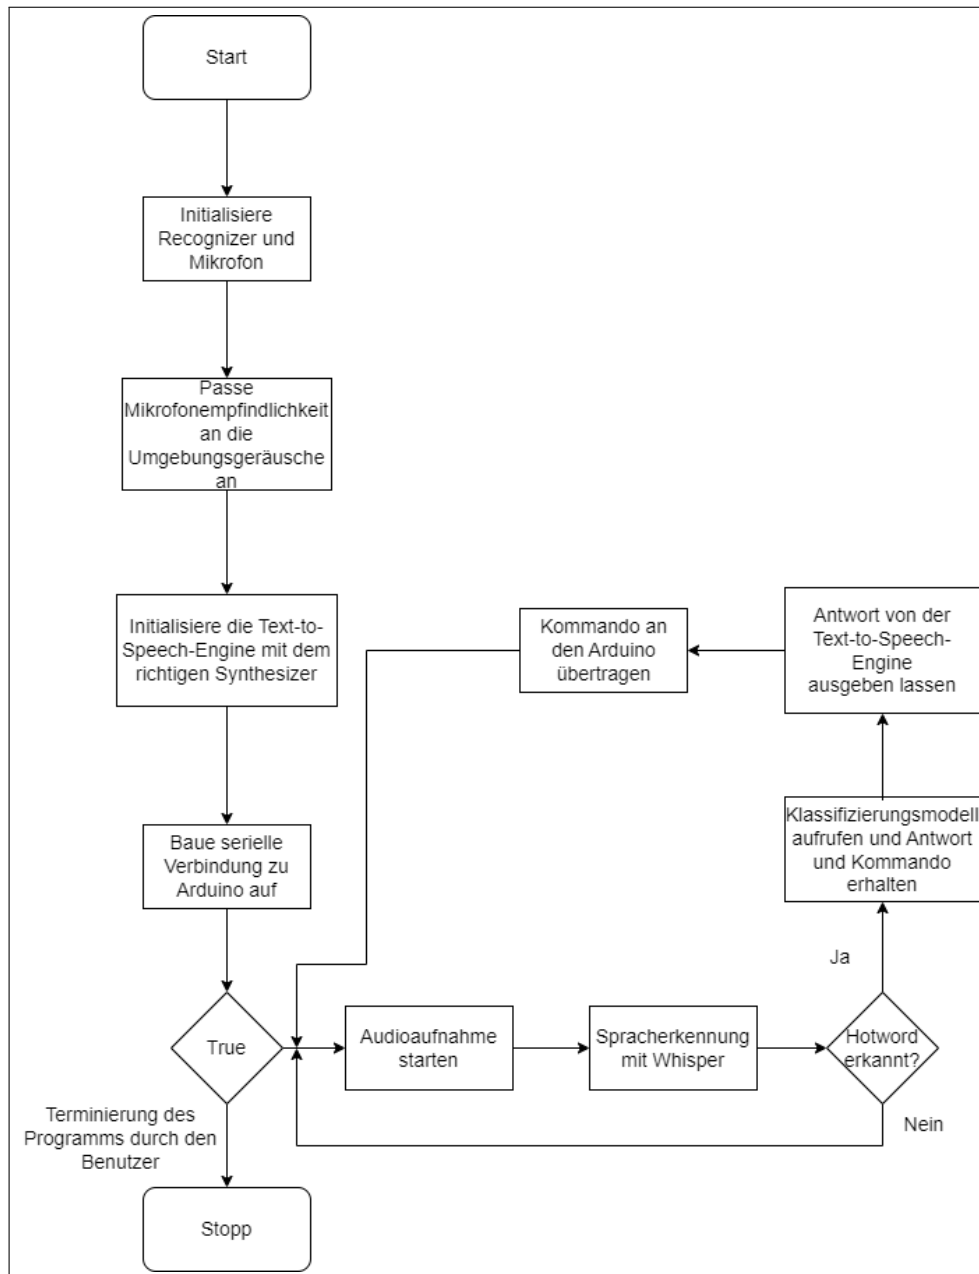 Start
Initialisiere
Recognizer und
Mikrofon
Passe
Mikrofonempfindlichkeit
an die
Umgebungsgeräusche
an
Initialisiere die Text-to-
Speech-Engine mit dem
richtigen Synthesizer
Baue serielle
Verbindung zu
Arduino auf
True
Audioaufnahme
starten
Spracherkennung
mit Whisper
Hotword
erkannt?
Ja
Nein
Klassifizierungsmodell
aufrufen und Antwort
und Kommando
erhalten
Antwort von der
Text-to-Speech-
Engine
ausgeben lassen
Kommando an
den Arduino
übertragen
Terminierung des
Programms durch den
Benutzer
Stopp